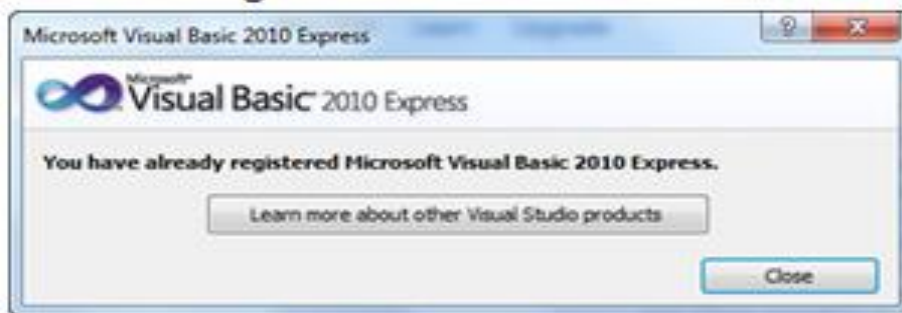 Microsoft Visual Basic 2010 Express
Microsoft®
Visual Basic® 2010 Express
You have already registered Microsoft Visual Basic 2010 Express.
Learn more about other Visual Studio products
Close